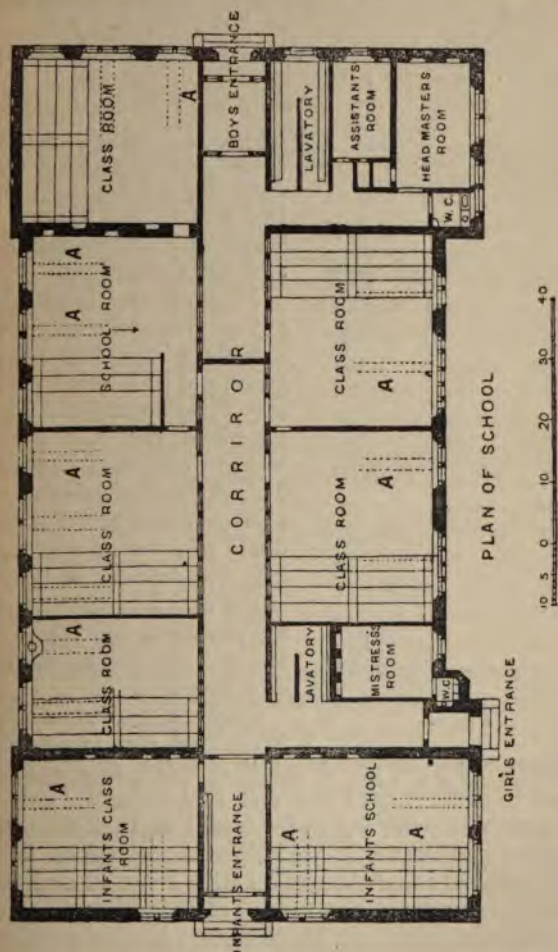 BOYS ENTRANCE
CLASS ROOM
A
A
LAVATORY
ASSISTANTS
ROOM
HEAD MASTERS
ROOM
W.C.
SCHOOL ROOM
A
A
CLASS ROOM
A
CORRIROR
CLASS ROOM
A
CLASS ROOM
A
CLASS ROOM
A
LAVATORY
MISTRESS'S
ROOM
W.C.
GIRLS ENTRANCE
INFANTS CLASS
ROOM
A
INFANTS ENTRANCE
INFANTS SCHOOL
A
A
PLAN OF SCHOOL
10 5 0 10 20 30 40